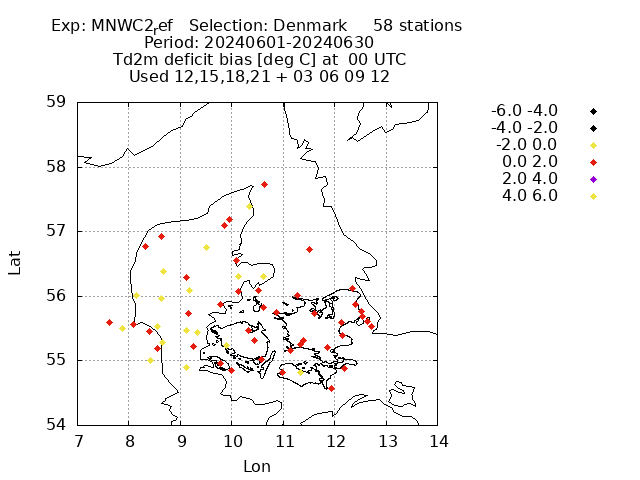 Exp: MNWC2ref Selection: Denmark 58 stations
Period: 20240601-20240630
Td2m deficit bias [deg C] at 00 UTC
Used 12,15,18,21 + 03 06 09 12
59
58
57
56
55
54
7 8 9 10 11 12 13 14
Lat
Lon
-6.0 -4.0
-4.0 -2.0
-2.0 0.0
0.0 2.0
2.0 4.0
4.0 6.0